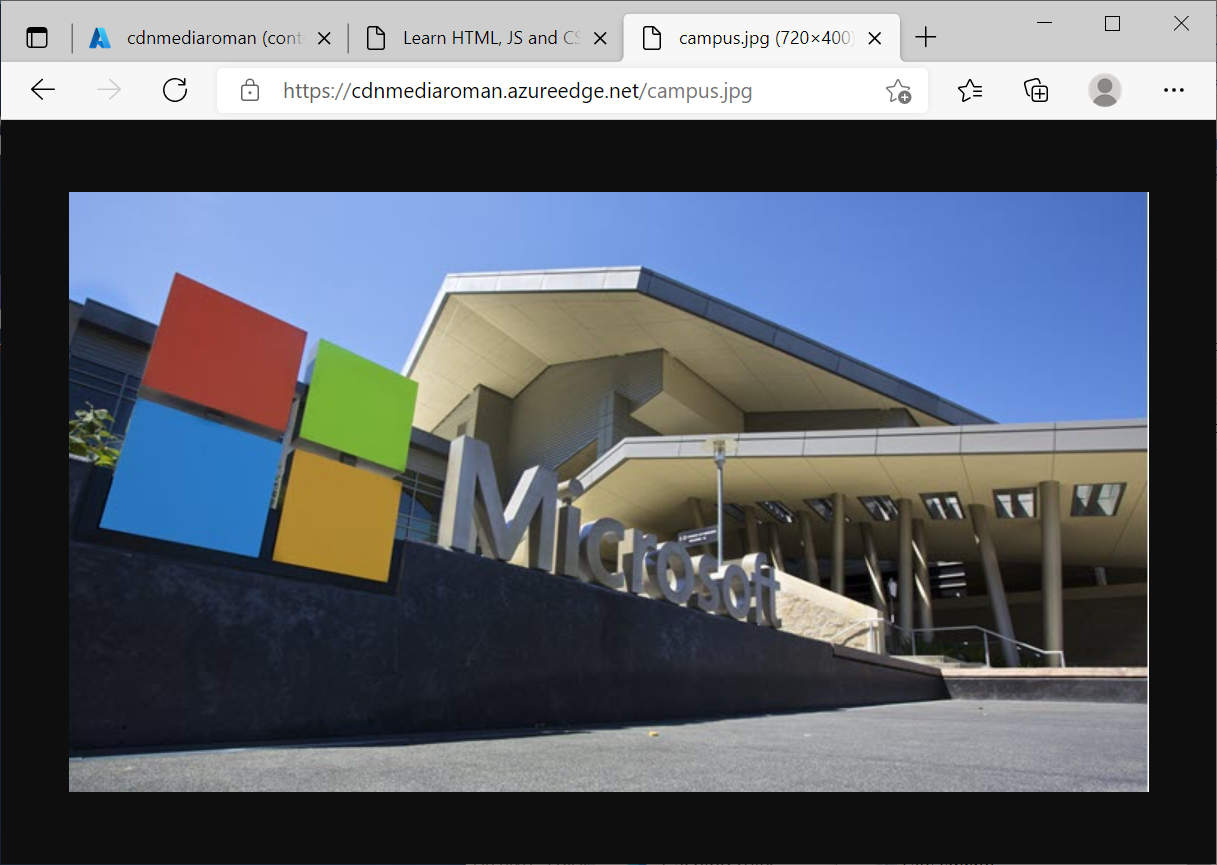 cdnmediaroman (cont
Learn HTML, JS and CS
campus.jpg (720×400)
https://cdnmediaroman.azureedge.net/campus.jpg
Microsoft